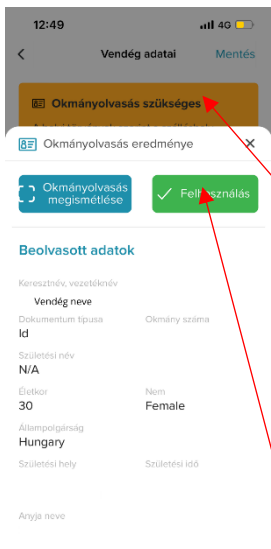 12:49
4G
Vendég adatai
Mentés
Okmányolvasás szükséges
Okmányolvasás eredménye
Okmányolvasás
megismétlése
Felhasználás
Beolvasott adatok
Keresztnév, vezetéknév
Vendég neve
Dokumentum típusa
Okmány száma
Id
Születési név
N/A
Életkor
Nem
30
Female
Állampolgárság
Hungary
Születési hely
Születési idő
Anyja neve